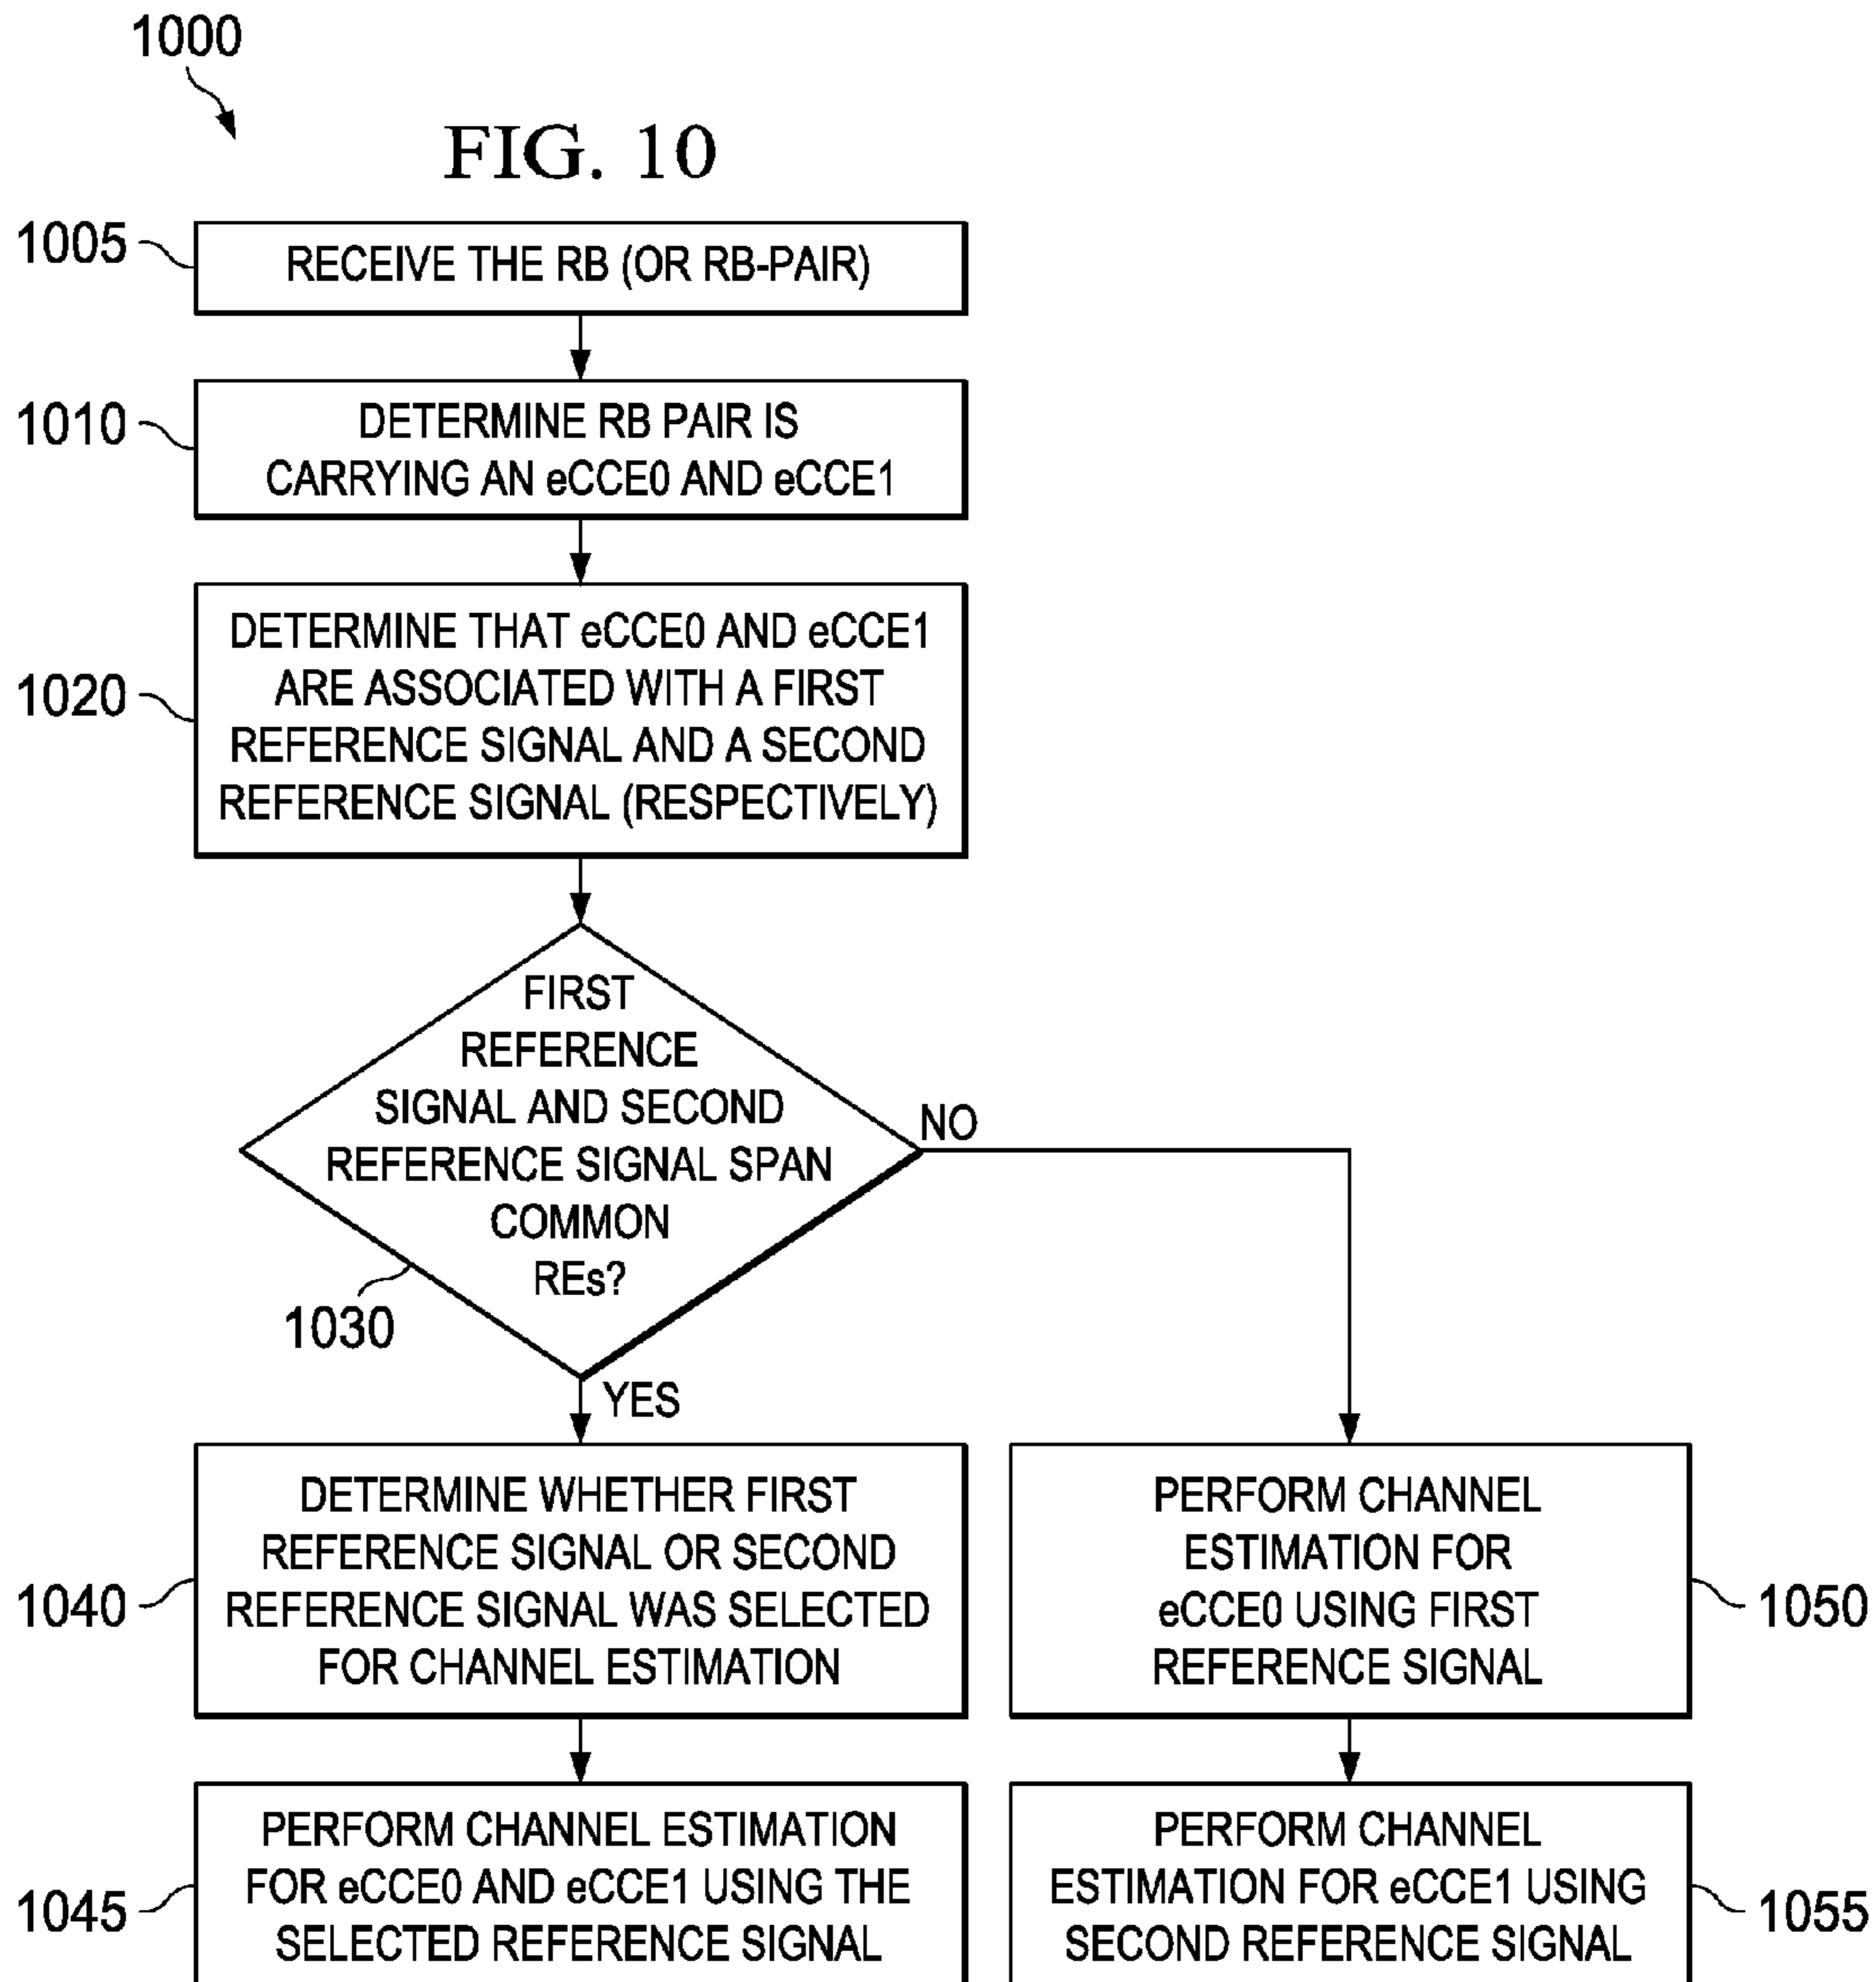 1000
FIG. 10
1005
RECEIVE THE RB (OR RB-PAIR)
1010
DETERMINE RB PAIR IS
CARRYING AN eCCE0 AND eCCE1
1020
DETERMINE THAT eCCE0 AND eCCE1
ARE ASSOCIATED WITH A FIRST
REFERENCE SIGNAL AND A SECOND
REFERENCE SIGNAL (RESPECTIVELY)
FIRST
REFERENCE
SIGNAL AND SECOND
REFERENCE SIGNAL SPAN
COMMON
REs?
1030
NO
YES
1040
DETERMINE WHETHER FIRST
REFERENCE SIGNAL OR SECOND
REFERENCE SIGNAL WAS SELECTED
FOR CHANNEL ESTIMATION
PERFORM CHANNEL
ESTIMATION FOR
eCCE0 USING FIRST
REFERENCE SIGNAL
1050
1045
PERFORM CHANNEL ESTIMATION
FOR eCCE0 AND eCCE1 USING THE
SELECTED REFERENCE SIGNAL
PERFORM CHANNEL
ESTIMATION FOR eCCE1 USING
SECOND REFERENCE SIGNAL
1055